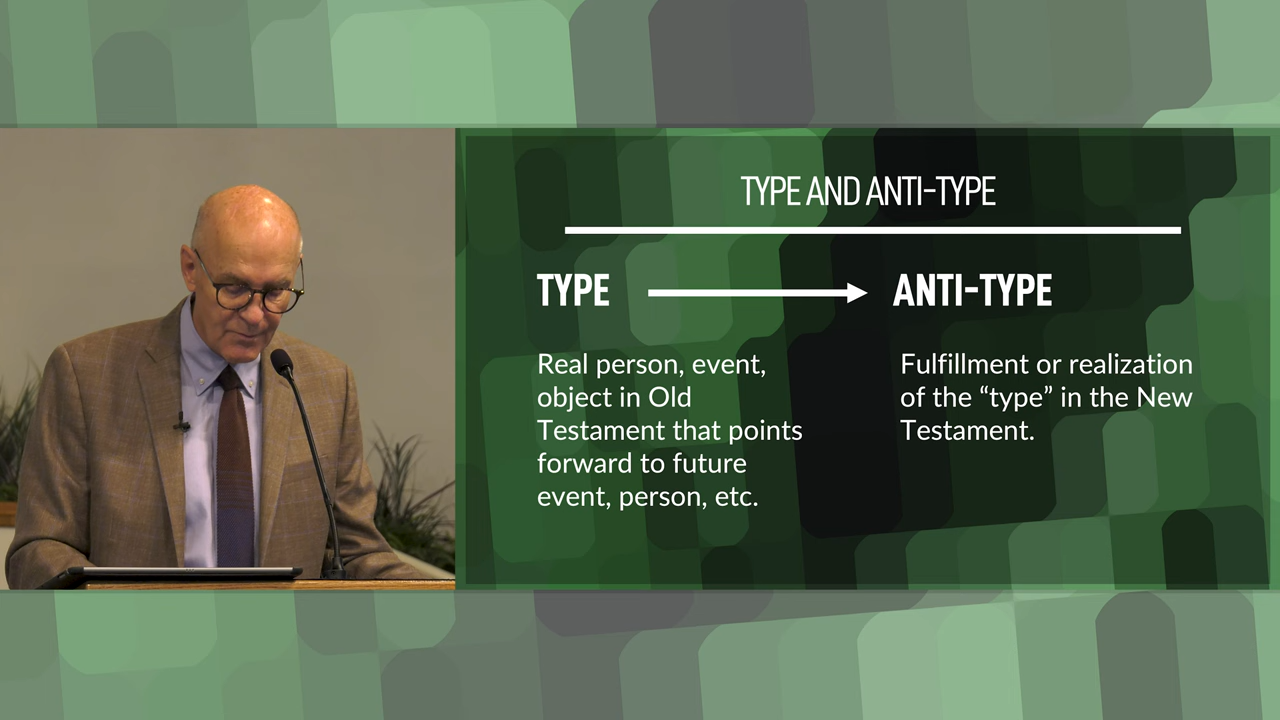 TYPE AND ANTI-TYPE
TYPE
ANTI-TYPE
Real person, event,
object in Old
Testament that points
forward to future
event, person, etc.
Fulfillment or realization
of the “type” in the New
Testament.